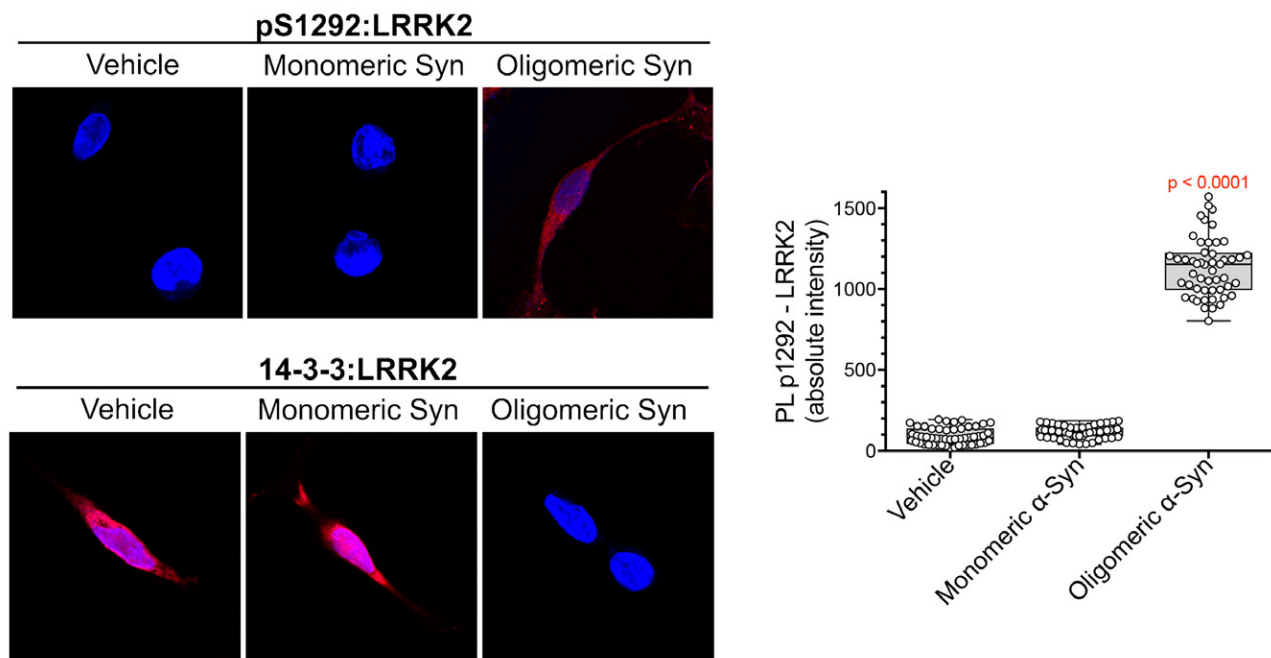 pS1292:LRRK2
Vehicle Monomeric Syn Oligomeric Syn
14-3-3:LRRK2
Vehicle Monomeric Syn Oligomeric Syn
PL p1292 - LRRK2
(absolute intensity)
p < 0.0001
1500
1000
500
0
Vehicle
Monomeric α-Syn
Oligomeric α-Syn